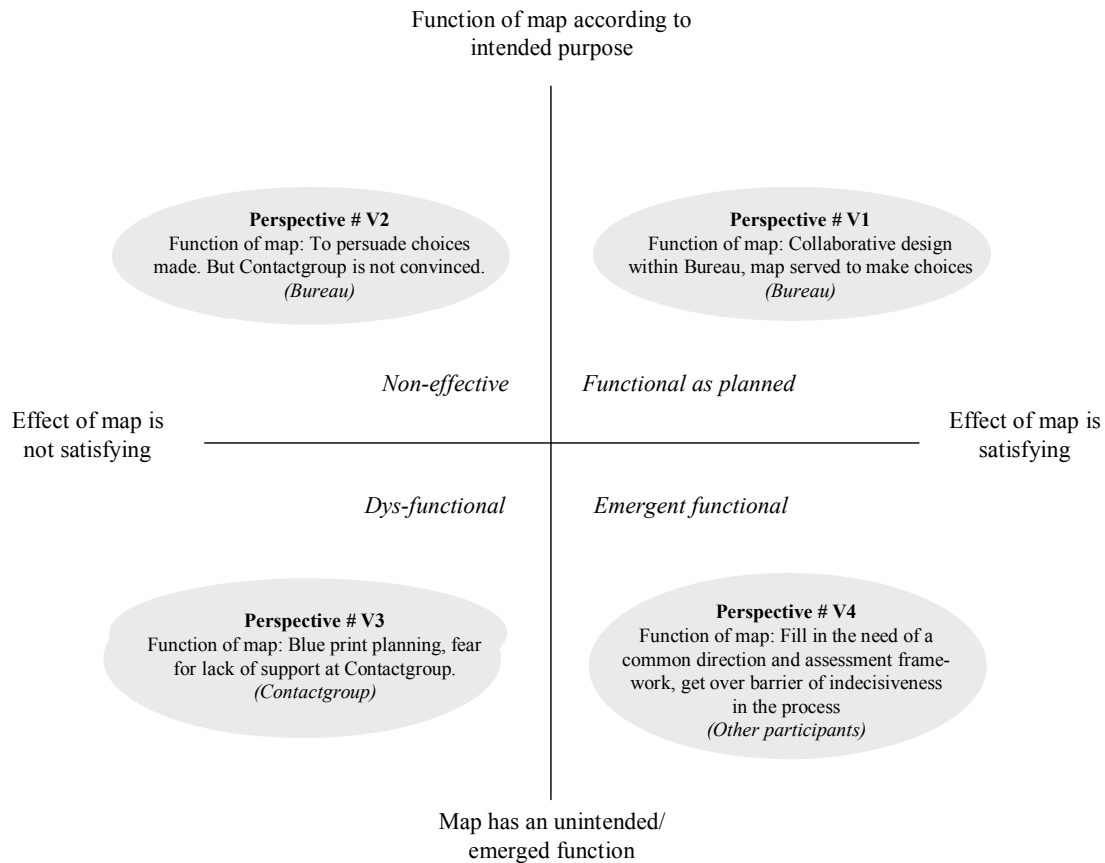 Function of map according to
intended purpose
Perspective # V2
Function of map: To persuade choices
made. But Contactgroup is not convinced.
(Bureau)
Perspective # V1
Function of map: Collaborative design
within Bureau, map served to make choices
(Bureau)
Non-effective
Functional as planned
Effect of map is
not satisfying
Effect of map is
satisfying
Dys-functional
Emergent functional
Perspective # V3
Function of map: Blue print planning, fear
for lack of support at Contactgroup.
(Contactgroup)
Perspective # V4
Function of map: Fill in the need of a
common direction and assessment frame-
work, get over barrier of indecisiveness
in the process
(Other participants)
Map has an unintended/
emerged function